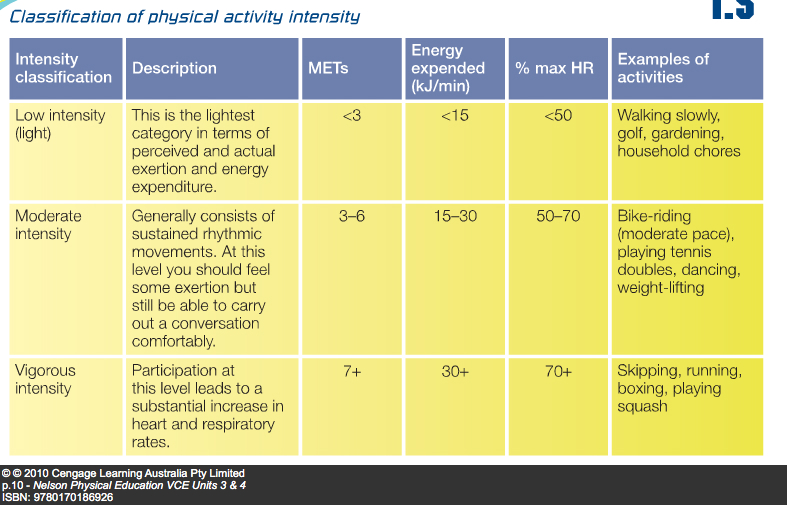 Classification of physical activity intensity
1.3
Intensity
classification
Description
METs
Energy
expended
(kJ/min)
% max HR
Examples of
activities
Low intensity
(light)
This is the lightest
category in terms of
perceived and actual
exertion and energy
expenditure.
<3
<15
<50
Walking slowly,
golf, gardening,
household chores
Moderate
intensity
Generally consists of
sustained rhythmic
movements. At this
level you should feel
some exertion but
still be able to carry
out a conversation
comfortably.
3–6
15–30
50–70
Bike-riding
(moderate pace),
playing tennis
doubles, dancing,
weight-lifting
Vigorous
intensity
Participation at
this level leads to a
substantial increase in
heart and respiratory
rates.
7+
30+
70+
Skipping, running,
boxing, playing
squash
© © 2010 Cengage Learning Australia Pty Limited
p.10 - Nelson Physical Education VCE Units 3 & 4
ISBN: 9780170186926